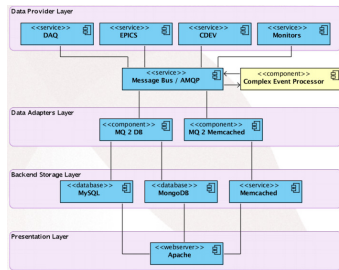 Data Provider Layer
<<service>>
DAQ
<<service>>
EPICS
<<service>>
CDEV
<<service>>
Monitors
<<service>>
Message Bus / AMQP
<<component>>
Complex Event Processor
Data Adapters Layer
<<component>>
MQ 2 DB
<<component>>
MQ 2 Memcached
Backend Storage Layer
<<database>>
MySQL
<<database>>
MongoDB
<<service>>
Memcached
Presentation Layer
<<webserver>>
Apache